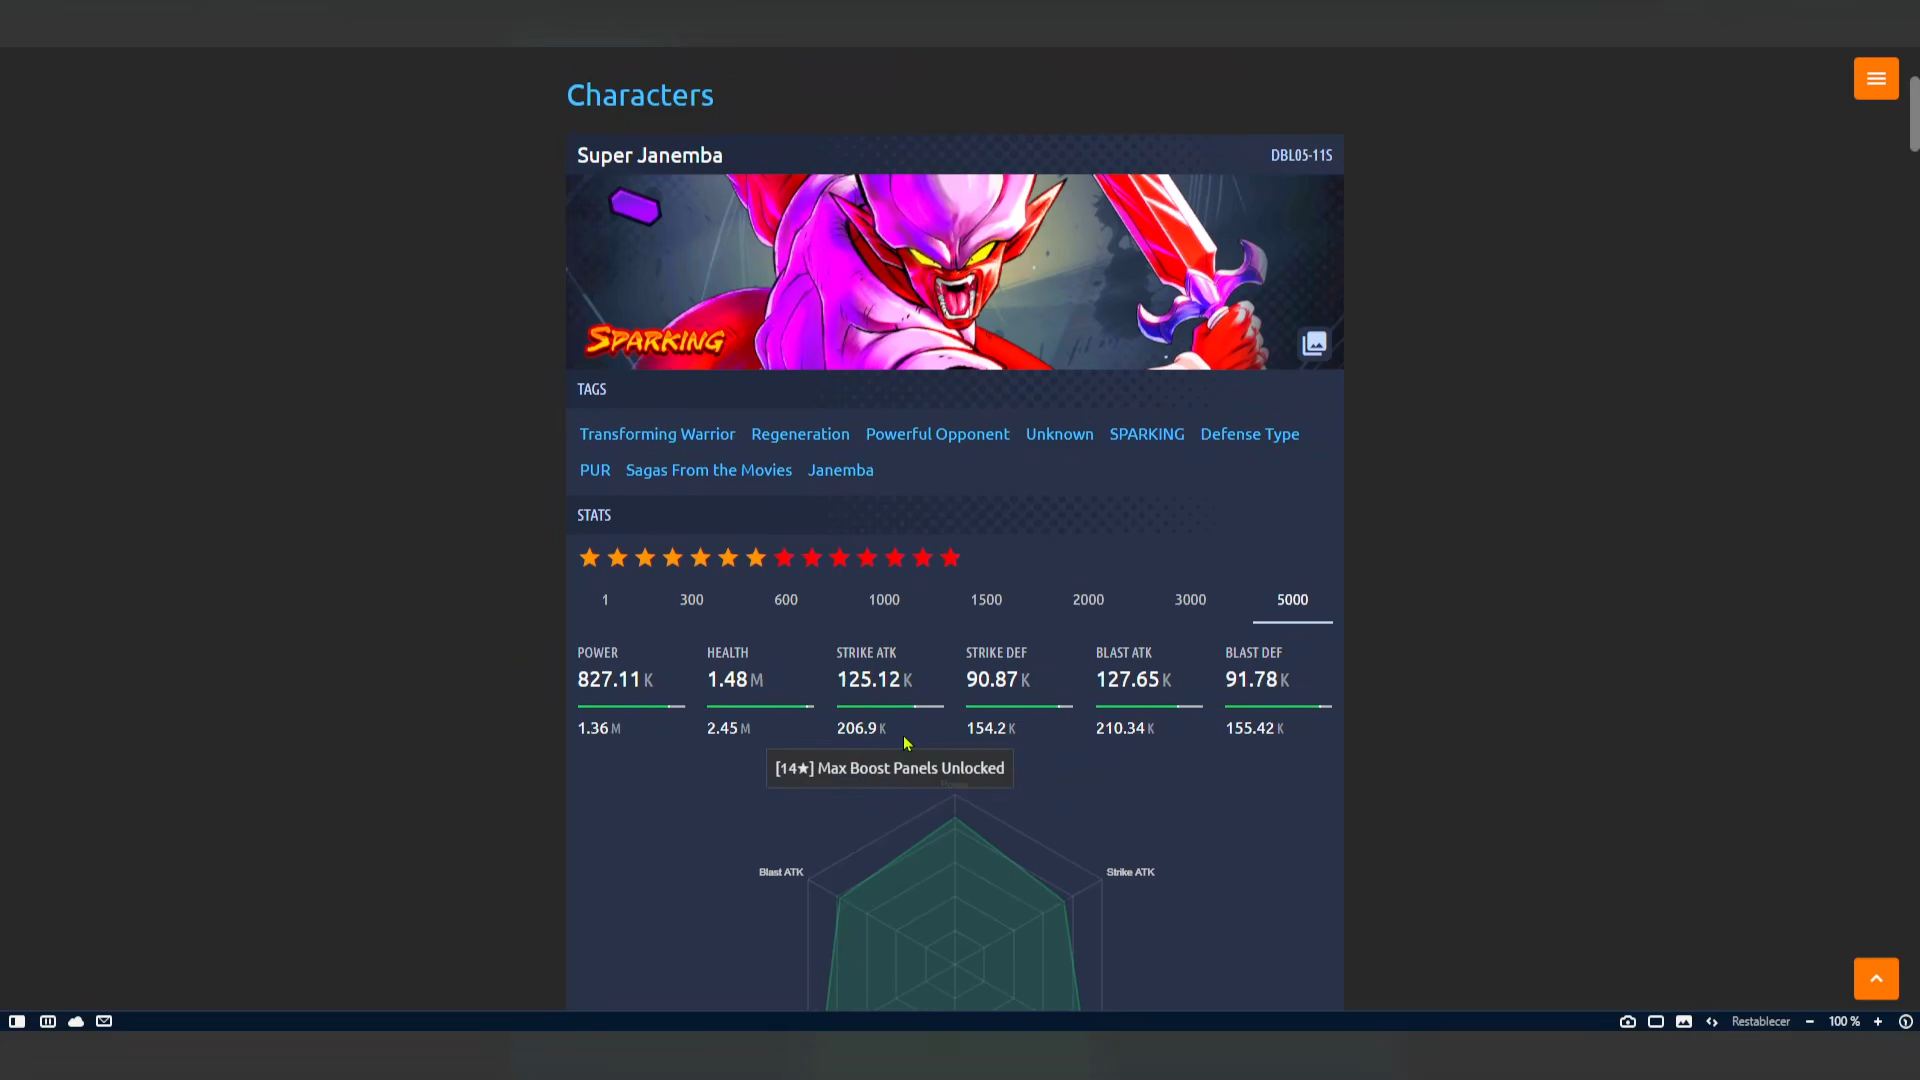 Characters
Super Janemba DBL05-11S
SPARKING
TAGS
Transforming Warrior Regeneration Powerful Opponent Unknown SPARKING Defense Type
PUR Sagas From the Movies Janemba
STATS
1 300 600 1000 1500 2000 3000 5000
POWER HEALTH STRIKE ATK STRIKE DEF BLAST ATK BLAST DEF
827.11 K 1.48 M 125.12 K 90.87 K 127.65 K 91.78 K
1.36 M 2.45 M 206.9 K 154.2 K 210.34 K 155.42 K
[14★] Max Boost Panels Unlocked
Blast ATK Strike ATK
Restablecer − 100 % +